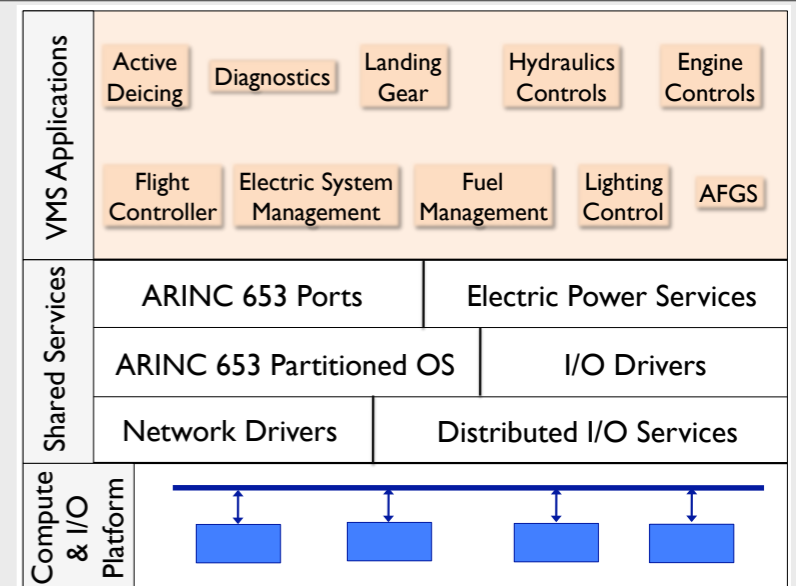 VMS Applications
Active
Deicing
Diagnostics
Landing
Gear
Hydraulics
Controls
Engine
Controls
Flight
Controller
Electric System
Management
Fuel
Management
Lighting
Control
AFGS
Shared Services
ARINC 653 Ports
Electric Power Services
ARINC 653 Partitioned OS
I/O Drivers
Network Drivers
Distributed I/O Services
Compute
& I/O
Platform